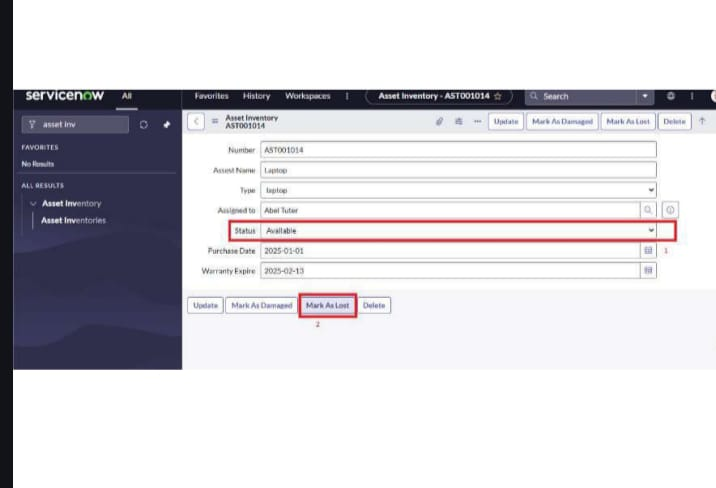 servicenow All Favorites History Workspaces Asset Inventory - AST001014 Search
asset inv
Asset Inventory
AST001014
Update Mark As Damaged Mark As Lost Delete
FAVORITES
No Results
ALL RESULTS
Asset Inventory
Asset Inventories
Number AST001014
Assest Name Laptop
Type laptop
Assigned to Abel Tuter
Status Available
Purchase Date 2025-01-01
1
Warranty Expire 2025-02-13
Update Mark As Damaged Mark As Lost Delete
2